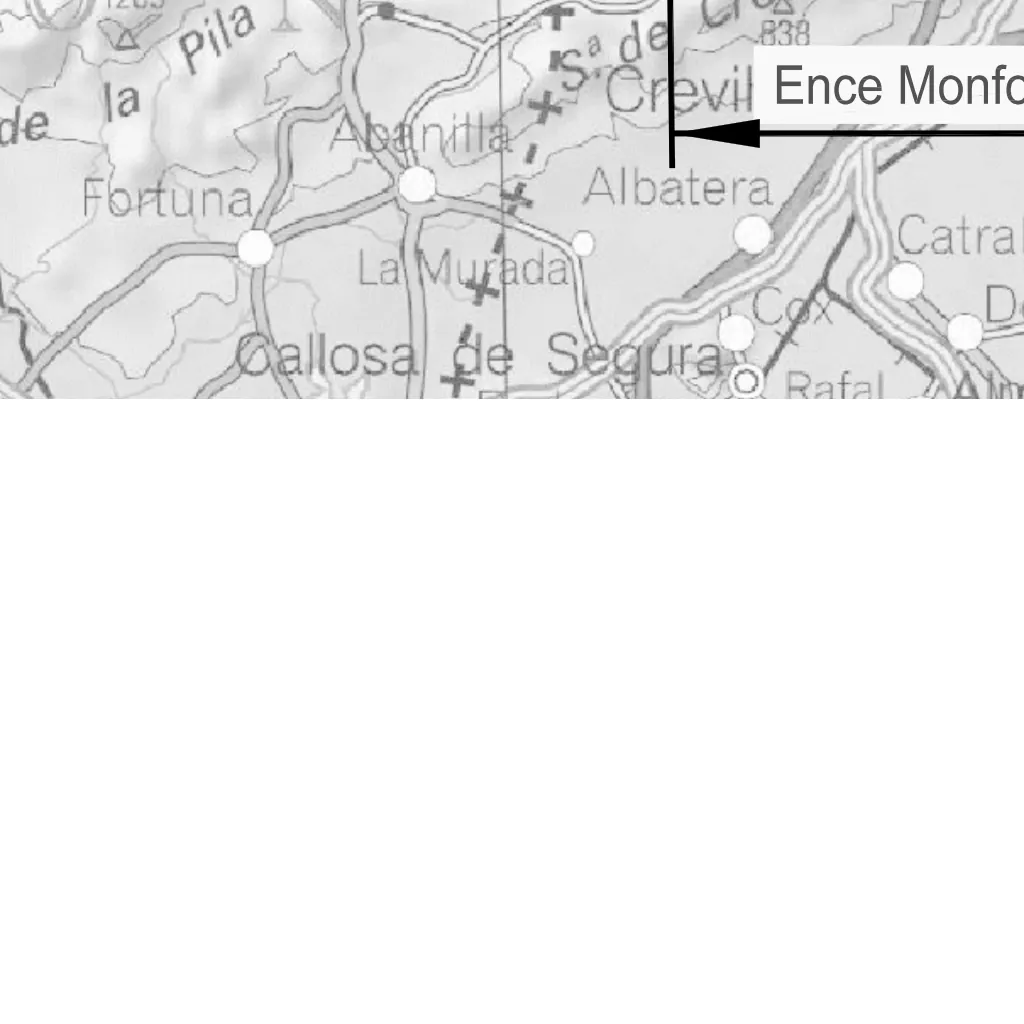 Pila
de la
Sª de
838
Crevil
Ence Monfo
Abanilla
Fortuna
Albatera
Catral
La Murada
Cox
Callosa de Segura
Rafal